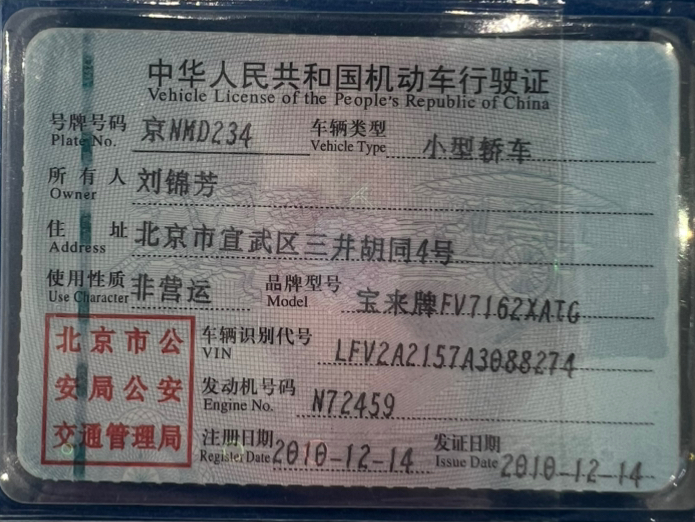 中华人民共和国机动车行驶证
Vehicle License of the People's Republic of China
号牌号码 京NMD234 车辆类型 小型轿车
Plate No. Vehicle Type
所有人 刘锦芳
Owner
住址 北京市宣武区三井胡同4号
Address
使用性质 非营运 品牌型号 宝来牌FV7162XATG
Use Character Model
车辆识别代号 LFV2A2157A3088274
VIN
发动机号码 N72459
Engine No.
注册日期 2010-12-14 发证日期 2010-12-14
Register Date Issue Date
北京市公
安局公安
交通管理局